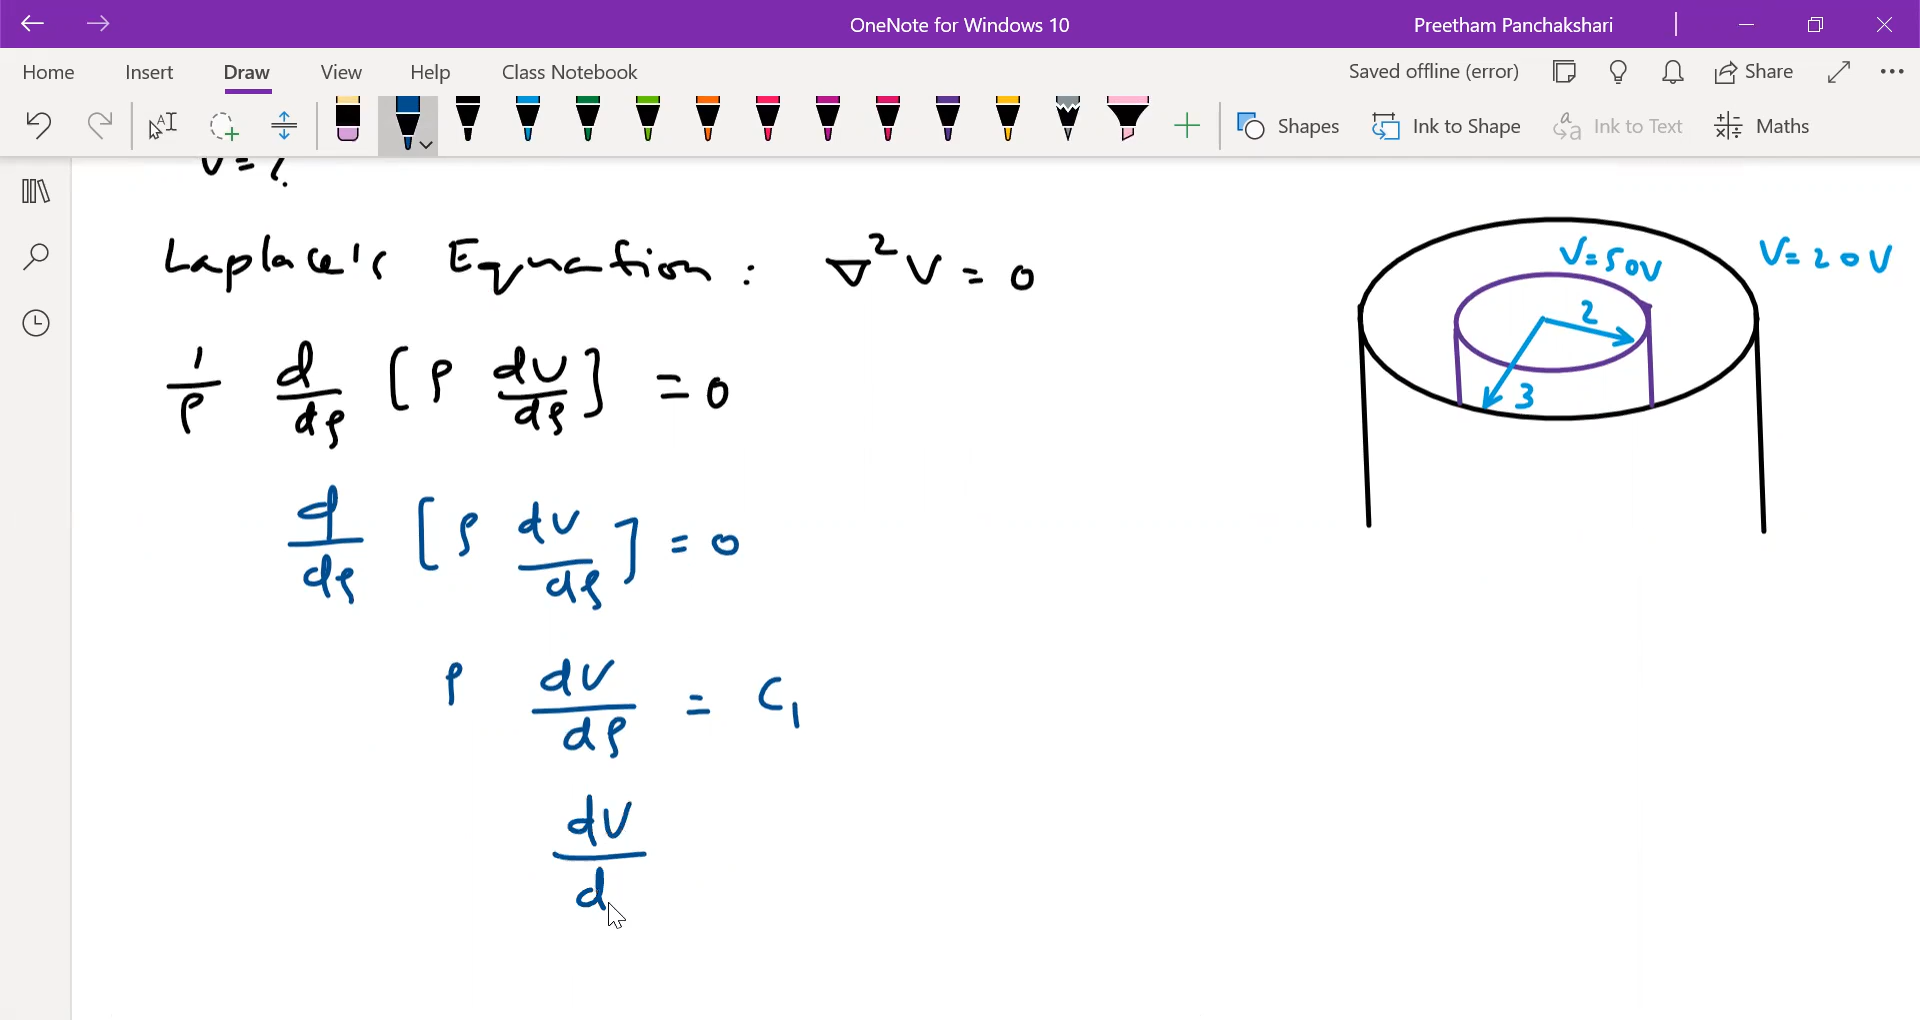 OneNote for Windows 10
Preetham Panchakshari
Home Insert Draw View Help Class Notebook
Saved offline (error) Share
Shapes Ink to Shape Ink to Text Maths
V = ?
Laplace's Equation : ∇²V = 0
1/ρ d/dρ [ρ dV/dρ] = 0
d/dρ [ρ dV/dρ] = 0
ρ dV/dρ = C₁
dV/d
V=50V
V=20V
2
3